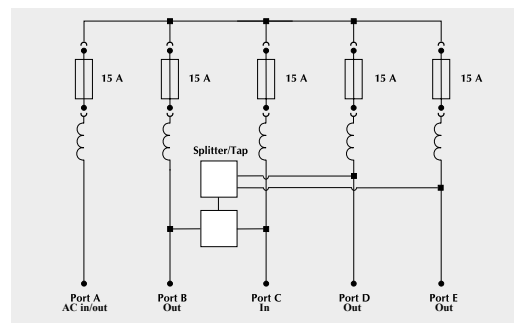 15 A 15 A 15 A 15 A 15 A
Splitter/Tap
Port A Port B Port C Port D Port E
AC in/out Out In Out Out